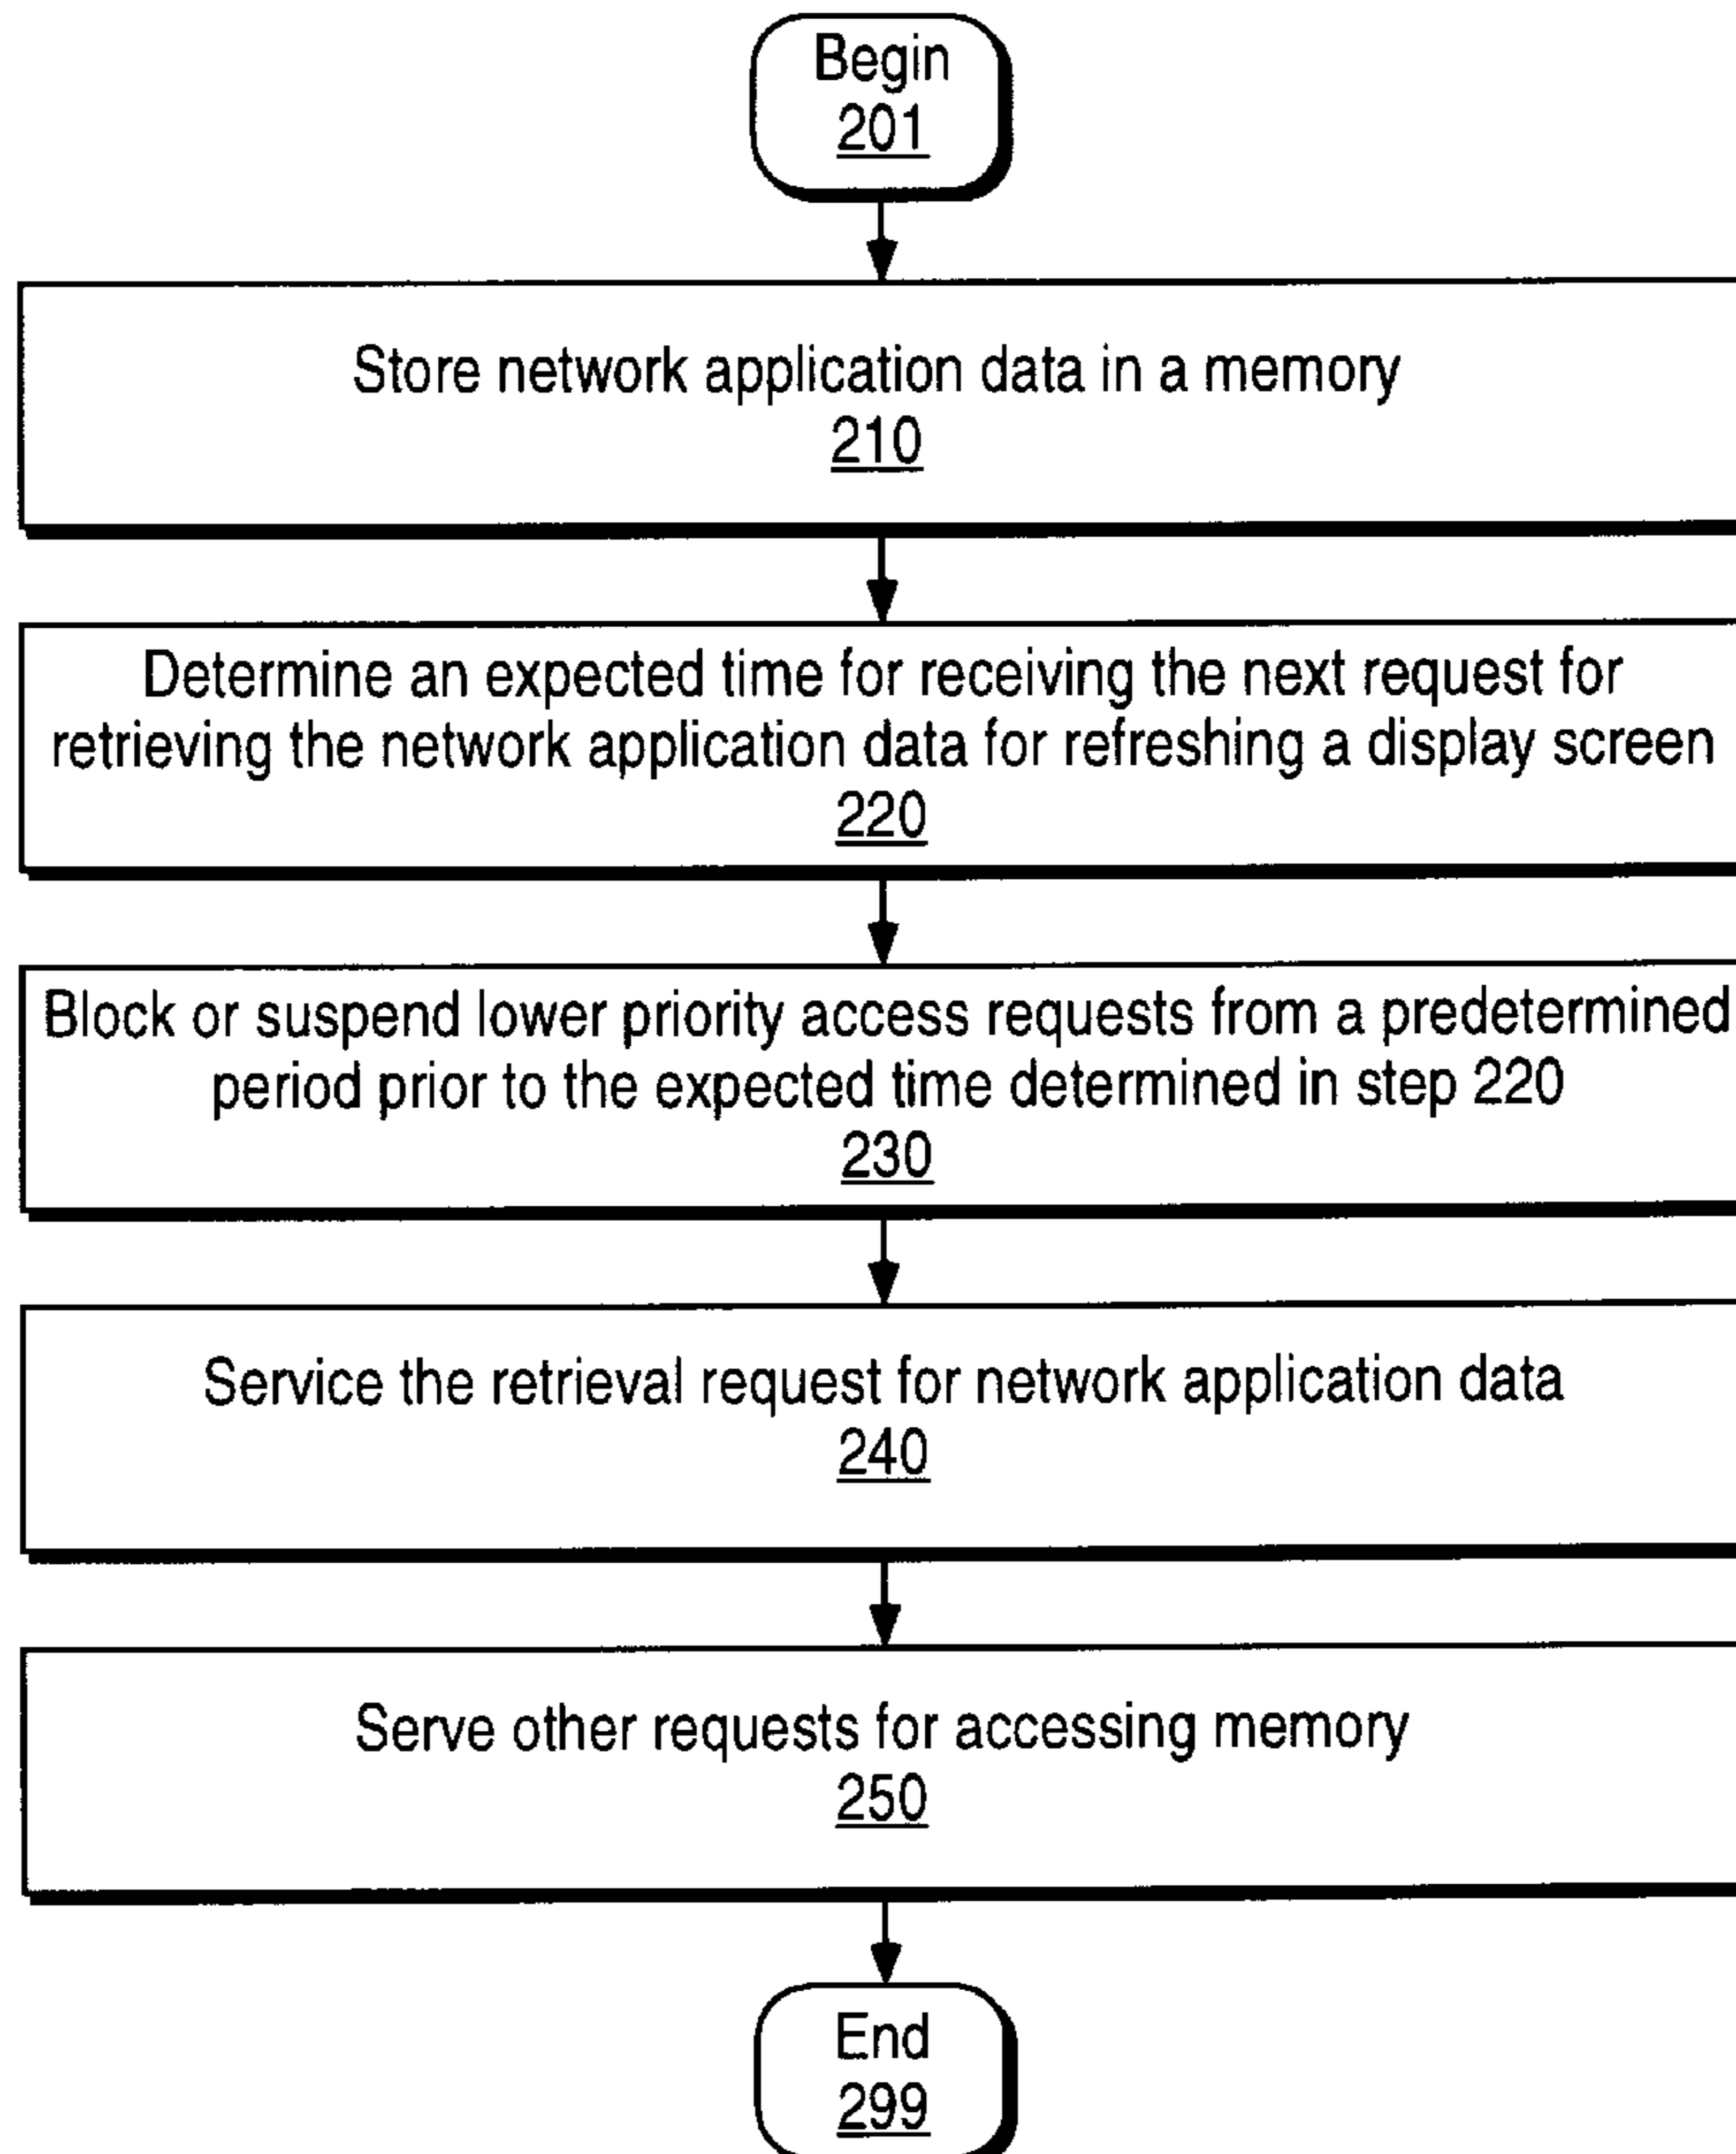 Begin
201
Store network application data in a memory
210
Determine an expected time for receiving the next request for
retrieving the network application data for refreshing a display screen
220
Block or suspend lower priority access requests from a predetermined
period prior to the expected time determined in step 220
230
Service the retrieval request for network application data
240
Serve other requests for accessing memory
250
End
299